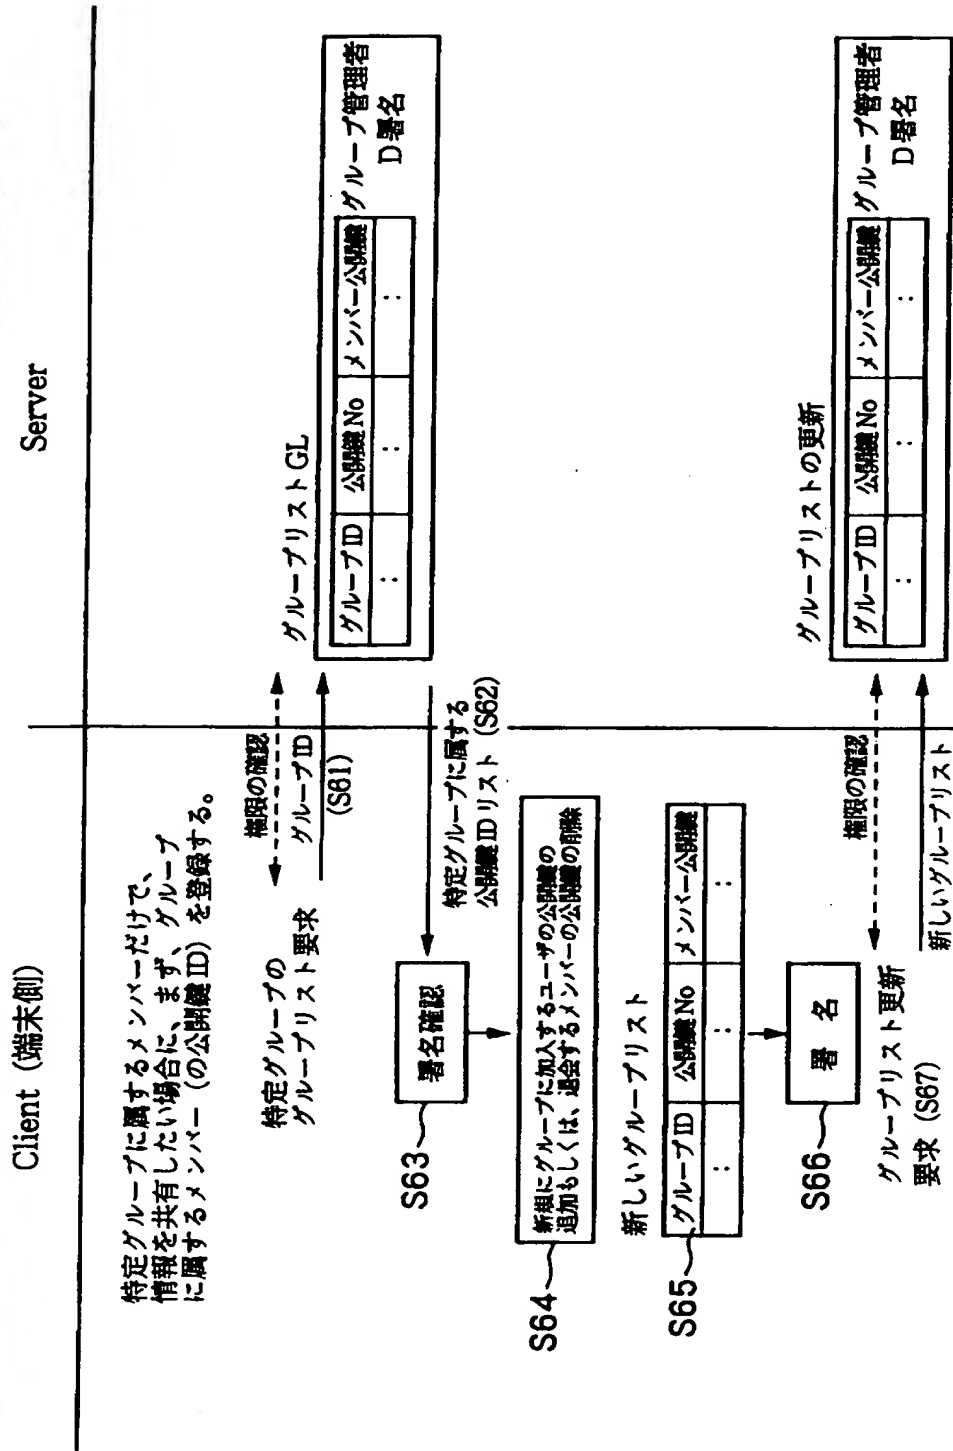 Client (端末側)
Server
特定グループに属するメンバーだけで、
情報を共有したい場合に、まず、グループ
に属するメンバー (の公開鍵ID) を登録する。
特定グループの
グループリスト要求
権限の確認
グループID
(S61)
グループリストGL
グループID 公開鍵No メンバー公開鍵
: : :
グループ管理者
D署名
特定グループに属する
公開鍵IDリスト (S62)
S63
署名確認
S64
新規にグループに加入するユーザの公開鍵の
追加もしくは、退会するメンバーの公開鍵の削除
新しいグループリスト
S65
グループID 公開鍵No メンバー公開鍵
: : :
S66
署 名
グループリスト更新
要求 (S67)
権限の確認
新しいグループリスト
グループリストの更新
グループID 公開鍵No メンバー公開鍵
: : :
グループ管理者
D署名